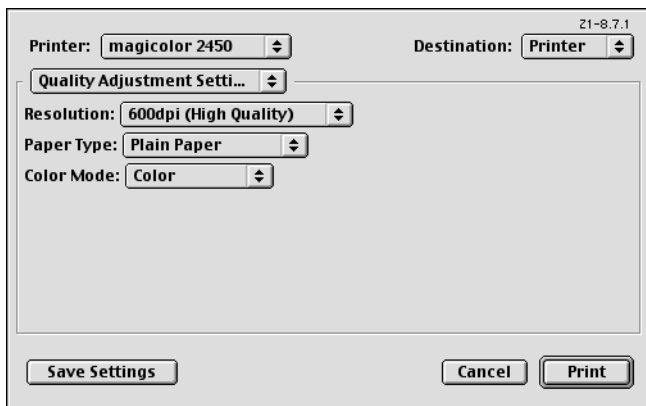 Z1-8.7.1
Printer: magicolor 2450 Destination: Printer
Quality Adjustment Setti...
Resolution: 600dpi (High Quality)
Paper Type: Plain Paper
Color Mode: Color
Save Settings Cancel Print